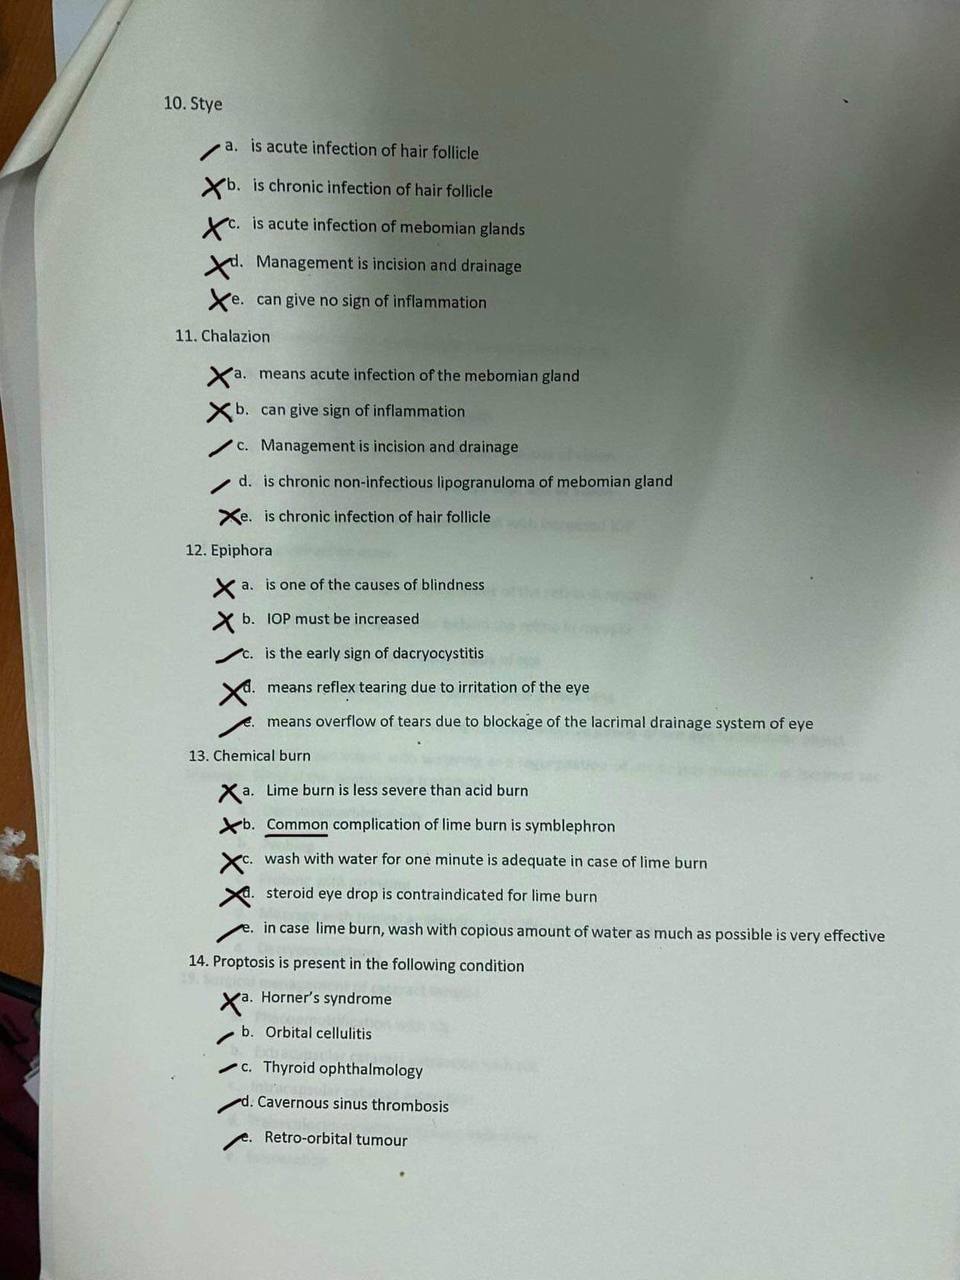 10. Stye
a. is acute infection of hair follicle
b. is chronic infection of hair follicle
c. is acute infection of mebomian glands
d. Management is incision and drainage
e. can give no sign of inflammation
11. Chalazion
a. means acute infection of the mebomian gland
b. can give sign of inflammation
c. Management is incision and drainage
d. is chronic non-infectious lipogranuloma of mebomian gland
e. is chronic infection of hair follicle
12. Epiphora
a. is one of the causes of blindness
b. IOP must be increased
c. is the early sign of dacryocystitis
d. means reflex tearing due to irritation of the eye
e. means overflow of tears due to blockage of the lacrimal drainage system of eye
13. Chemical burn
a. Lime burn is less severe than acid burn
b. Common complication of lime burn is symblephron
c. wash with water for one minute is adequate in case of lime burn
d. steroid eye drop is contraindicated for lime burn
e. in case lime burn, wash with copious amount of water as much as possible is very effective
14. Proptosis is present in the following condition
a. Horner's syndrome
b. Orbital cellulitis
c. Thyroid ophthalmology
d. Cavernous sinus thrombosis
e. Retro-orbital tumour